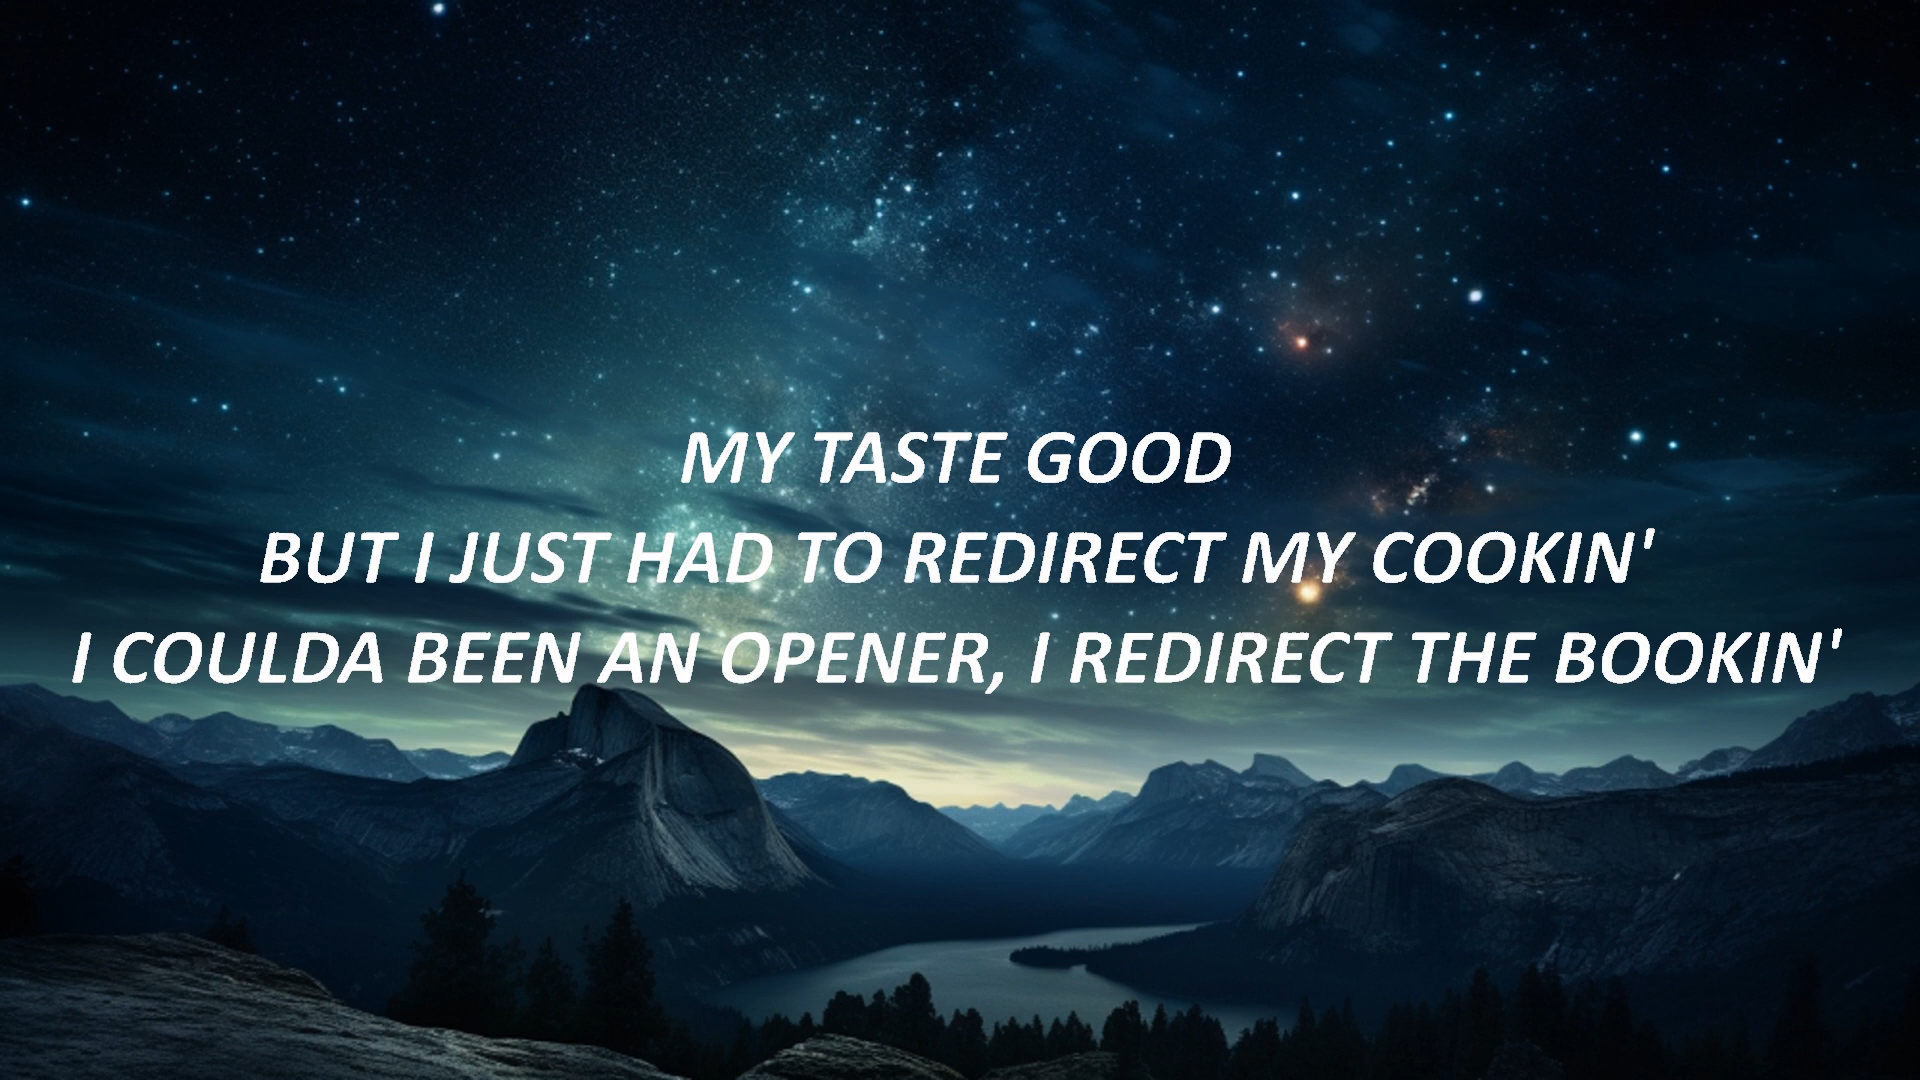 MY TASTE GOOD
BUT I JUST HAD TO REDIRECT MY COOKIN'
I COULDA BEEN AN OPENER, I REDIRECT THE BOOKIN'